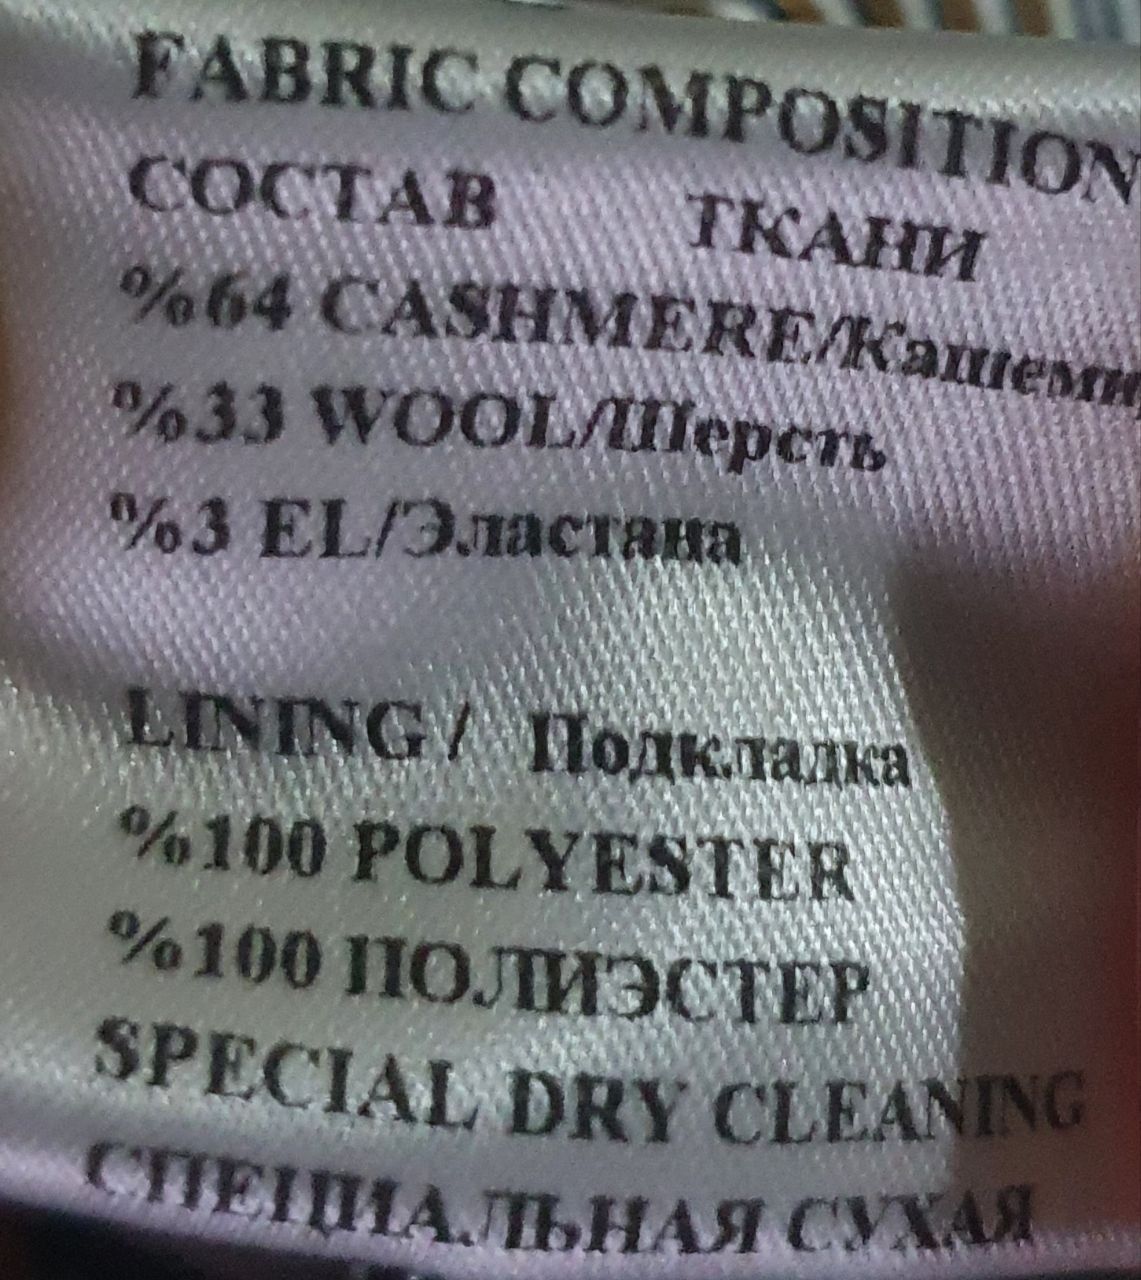 FABRIC COMPOSITION
СОСТАВ ТКАНИ
%64 CASHMERE/Кашеми
%33 WOOL/Шерсть
%3 EL/Эластана
LINING / Подкладка
%100 POLYESTER
%100 ПОЛИЭСТЕР
SPECIAL DRY CLEANING
СПЕЦИАЛЬНАЯ СУХАЯ